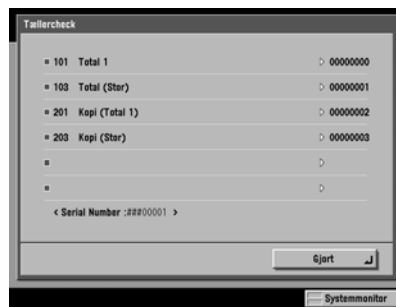 Tællercheck
101 Total 1 00000000
103 Total (Stor) 00000001
201 Kopi (Total 1) 00000002
203 Kopi (Stor) 00000003
< Serial Number :###00001 >
Gjort
Systemmonitor